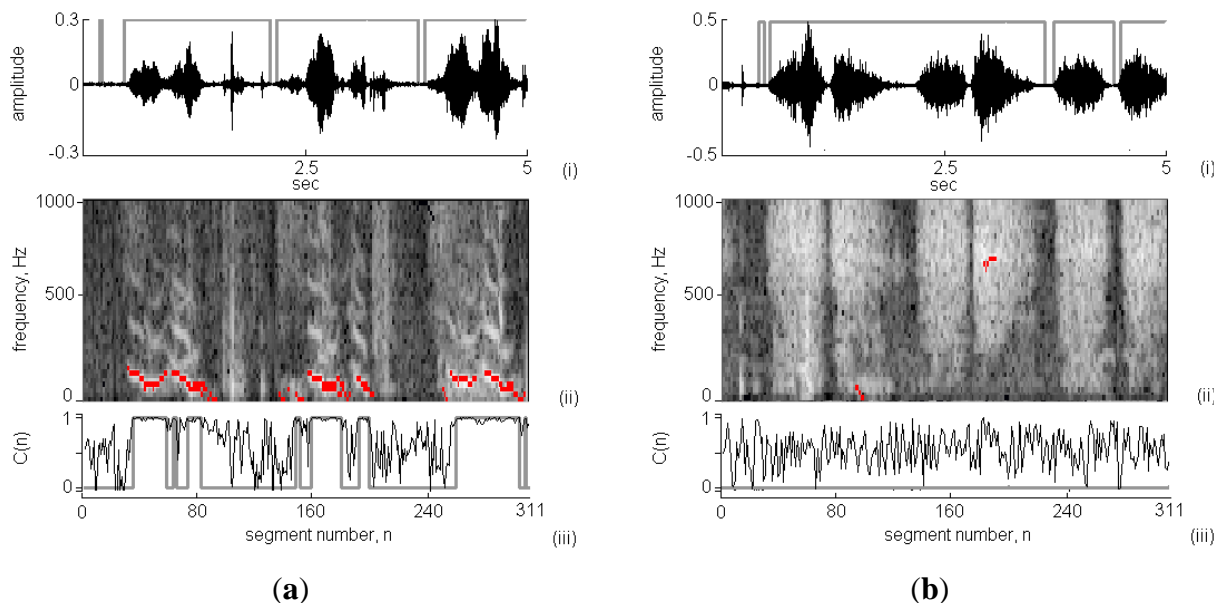 0.3
amplitude
0
-0.3
2.5
5
sec
(i)
1000
frequency, Hz
500
0
(ii)
1
C(n)
0
0
80
160
240
311
segment number, n
(iii)
(a)
0.5
amplitude
0
-0.5
2.5
5
sec
(i)
1000
frequency, Hz
500
0
(ii)
1
C(n)
0
0
80
160
240
311
segment number, n
(iii)
(b)